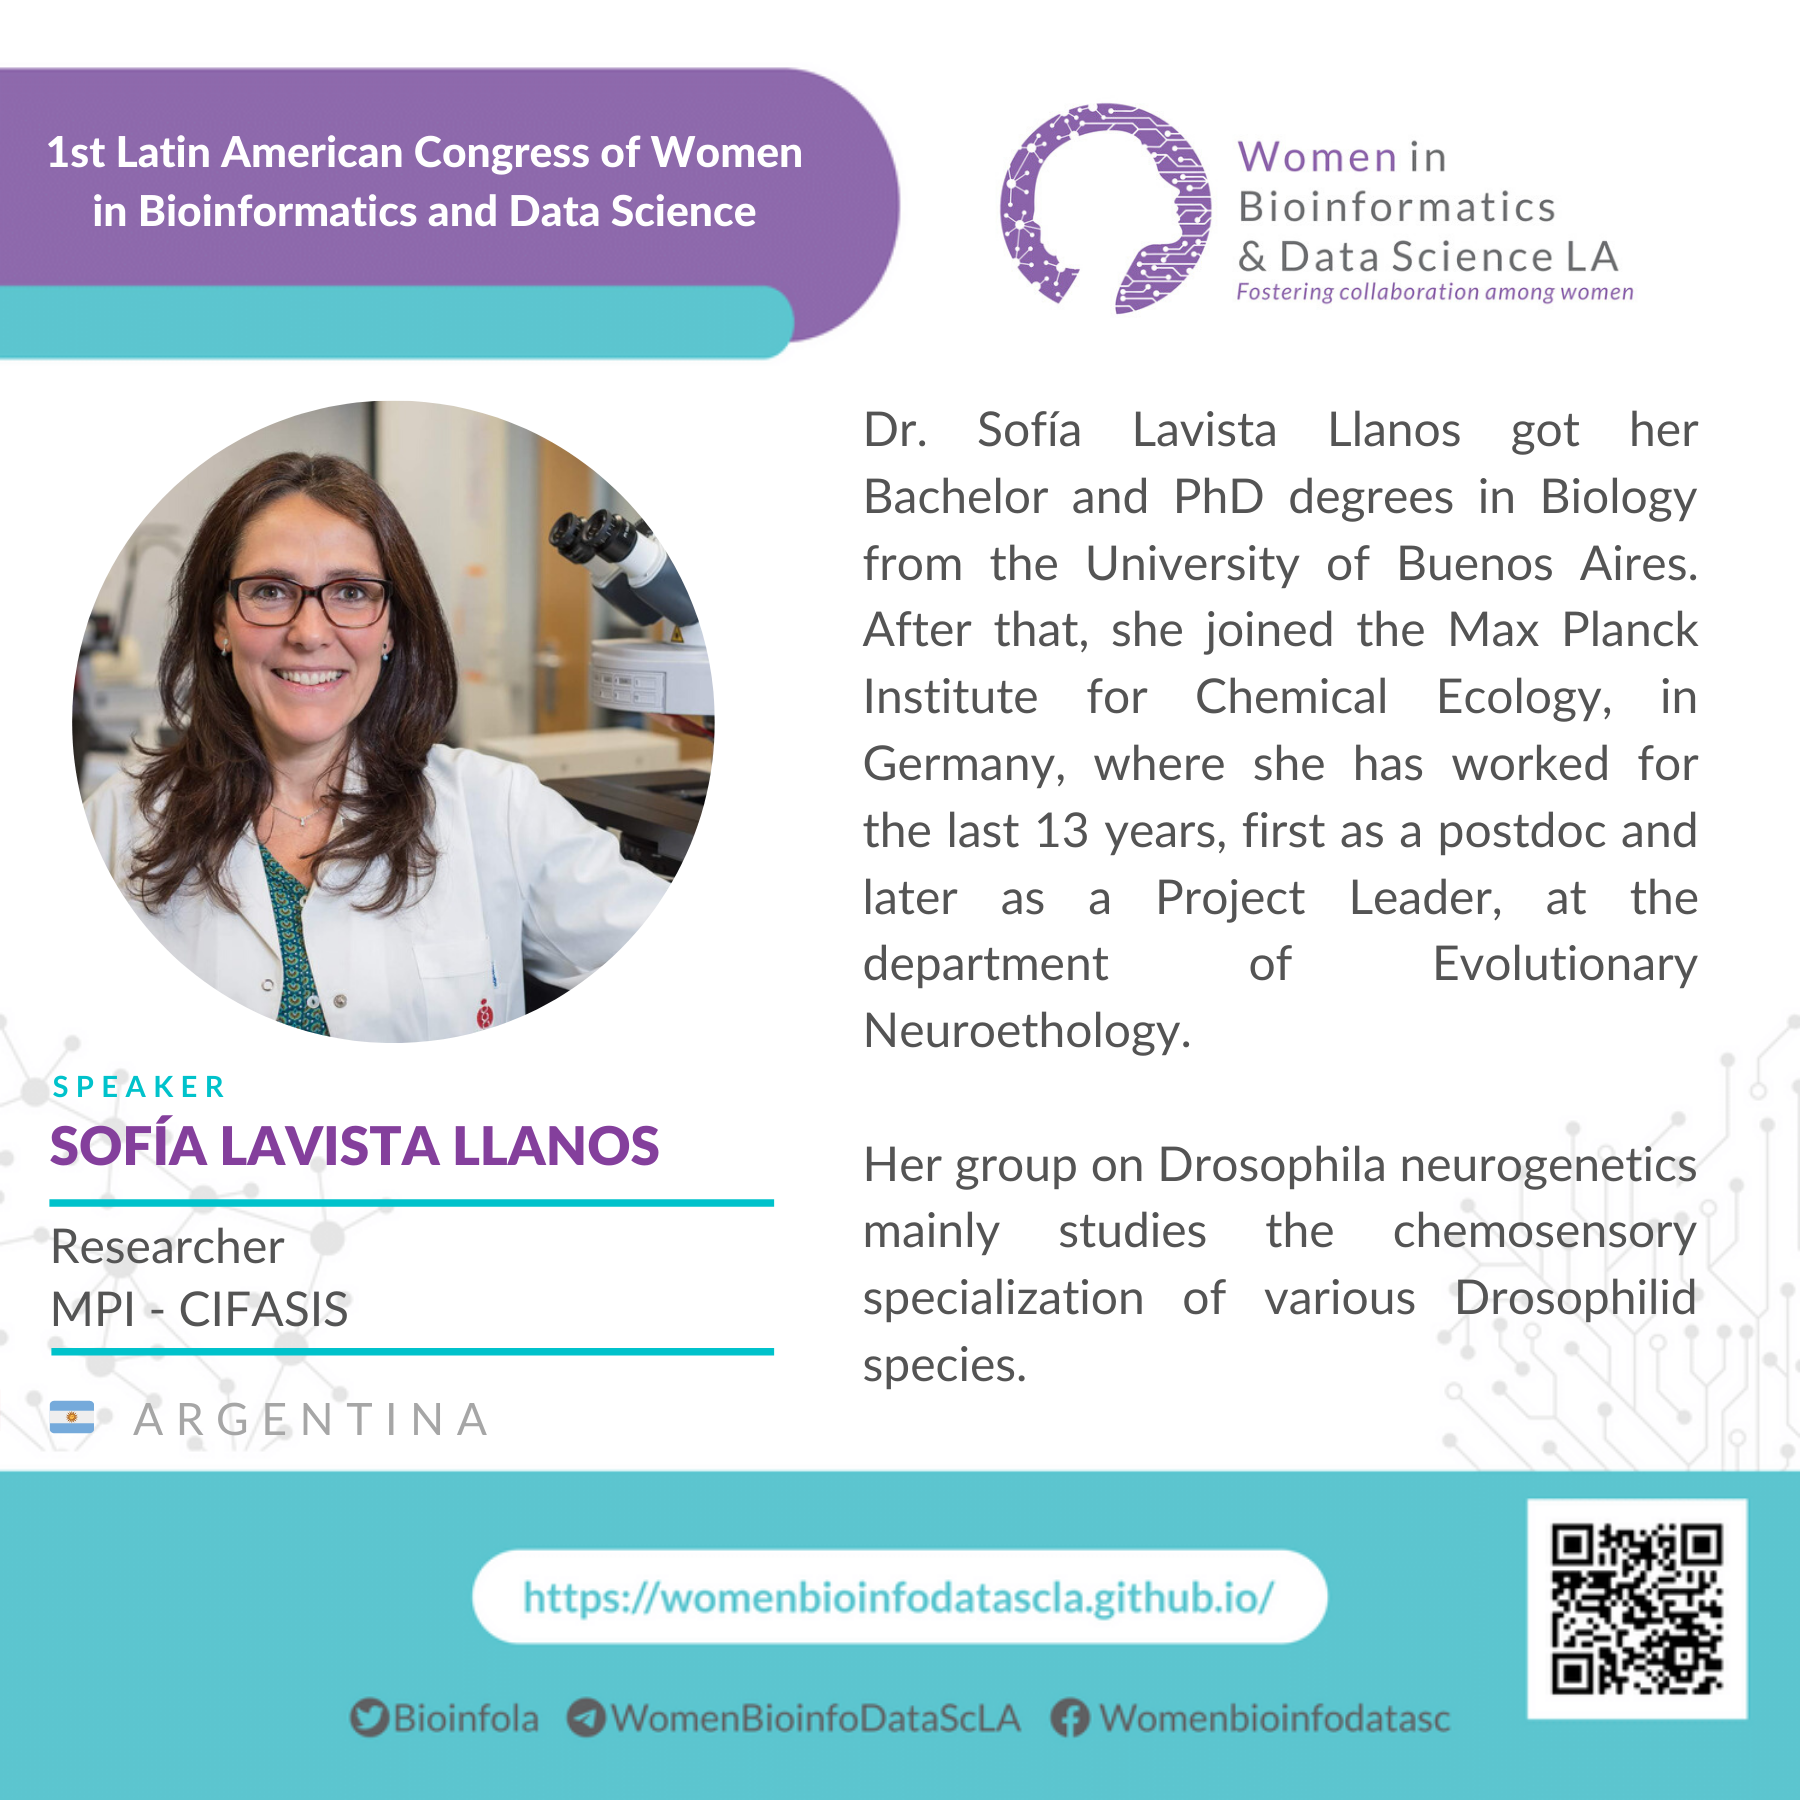 1st Latin American Congress of Women
in Bioinformatics and Data Science
Women in
Bioinformatics
& Data Science LA
Fostering collaboration among women
SPEAKER
SOFÍA LAVISTA LLANOS
Researcher
MPI - CIFASIS
ARGENTINA
Dr. Sofía Lavista Llanos got her
Bachelor and PhD degrees in Biology
from the University of Buenos Aires.
After that, she joined the Max Planck
Institute for Chemical Ecology, in
Germany, where she has worked for
the last 13 years, first as a postdoc and
later as a Project Leader, at the
department of Evolutionary
Neuroethology.
Her group on Drosophila neurogenetics
mainly studies the chemosensory
specialization of various Drosophilid
species.
https://womenbioinfodatascla.github.io/
Bioinfola
WomenBioinfoDataScLA
Womenbioinfodatasc